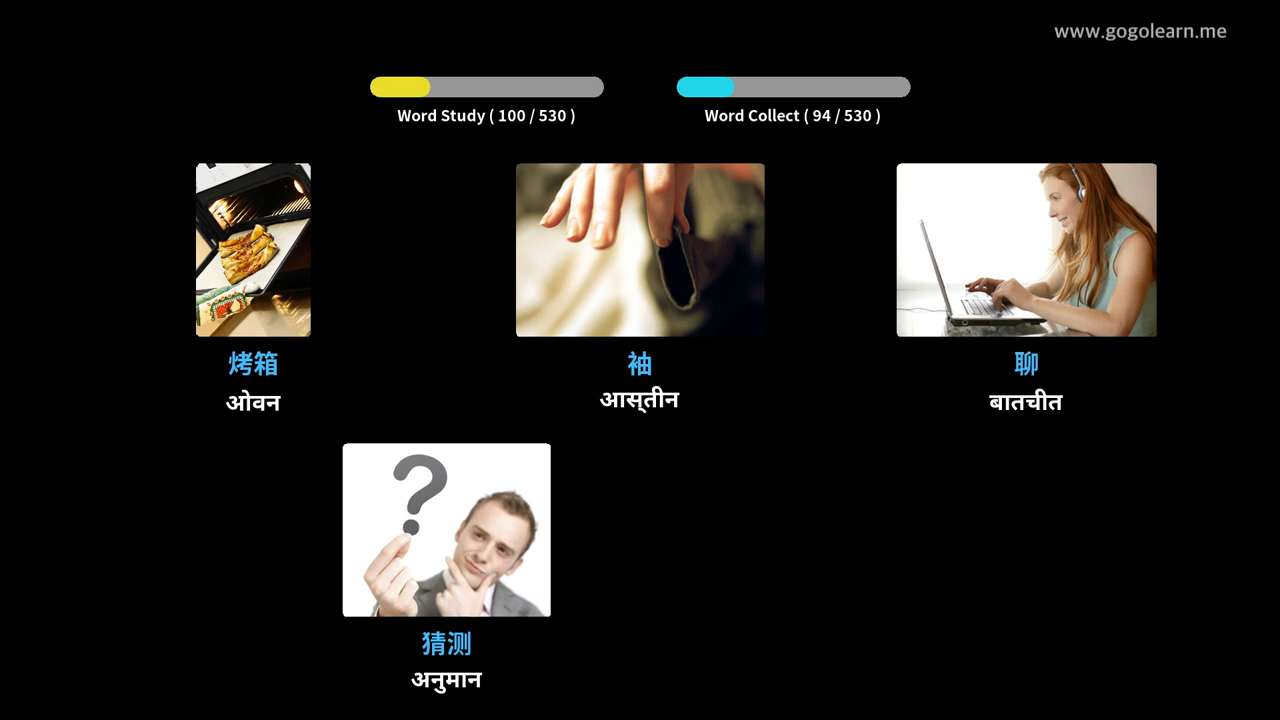 www.gogolearn.me
Word Study ( 100 / 530 )
Word Collect ( 94 / 530 )
烤箱
ओवन
袖
आस्‌तीन
聊
बातचीत
猜测
अनुमान